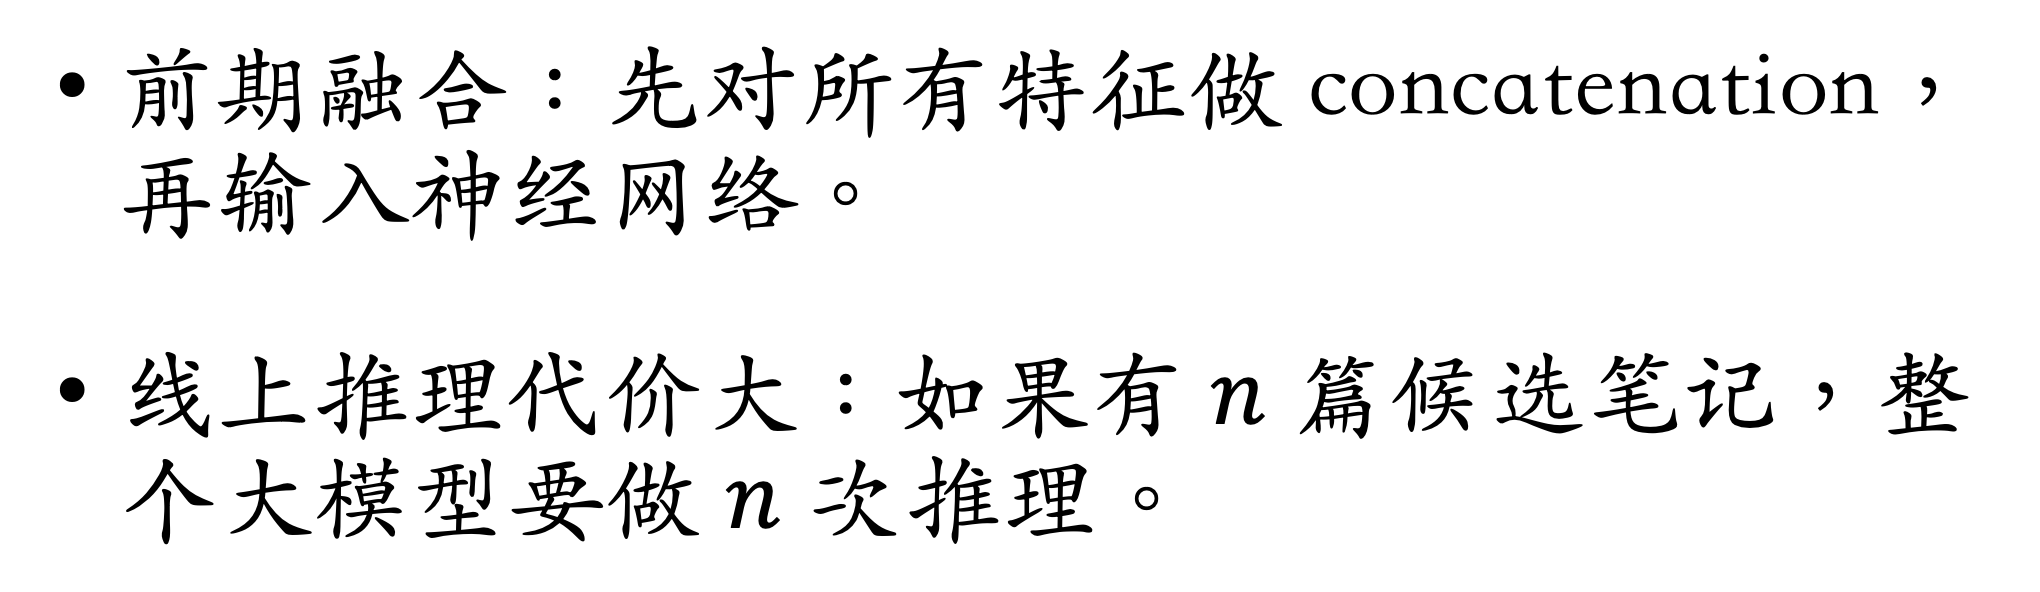 • 前期融合：先对所有特征做 concatenation，
再输入神经网络。
• 线上推理代价大：如果有 n 篇候选笔记，整
个大模型要做 n 次推理。